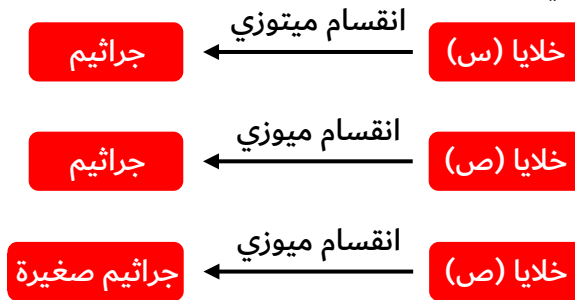 خلايا (س) انقسام ميتوزي جراثيم
خلايا (ص) انقسام ميوزي جراثيم
خلايا (ص) انقسام ميوزي جراثيم صغيرة